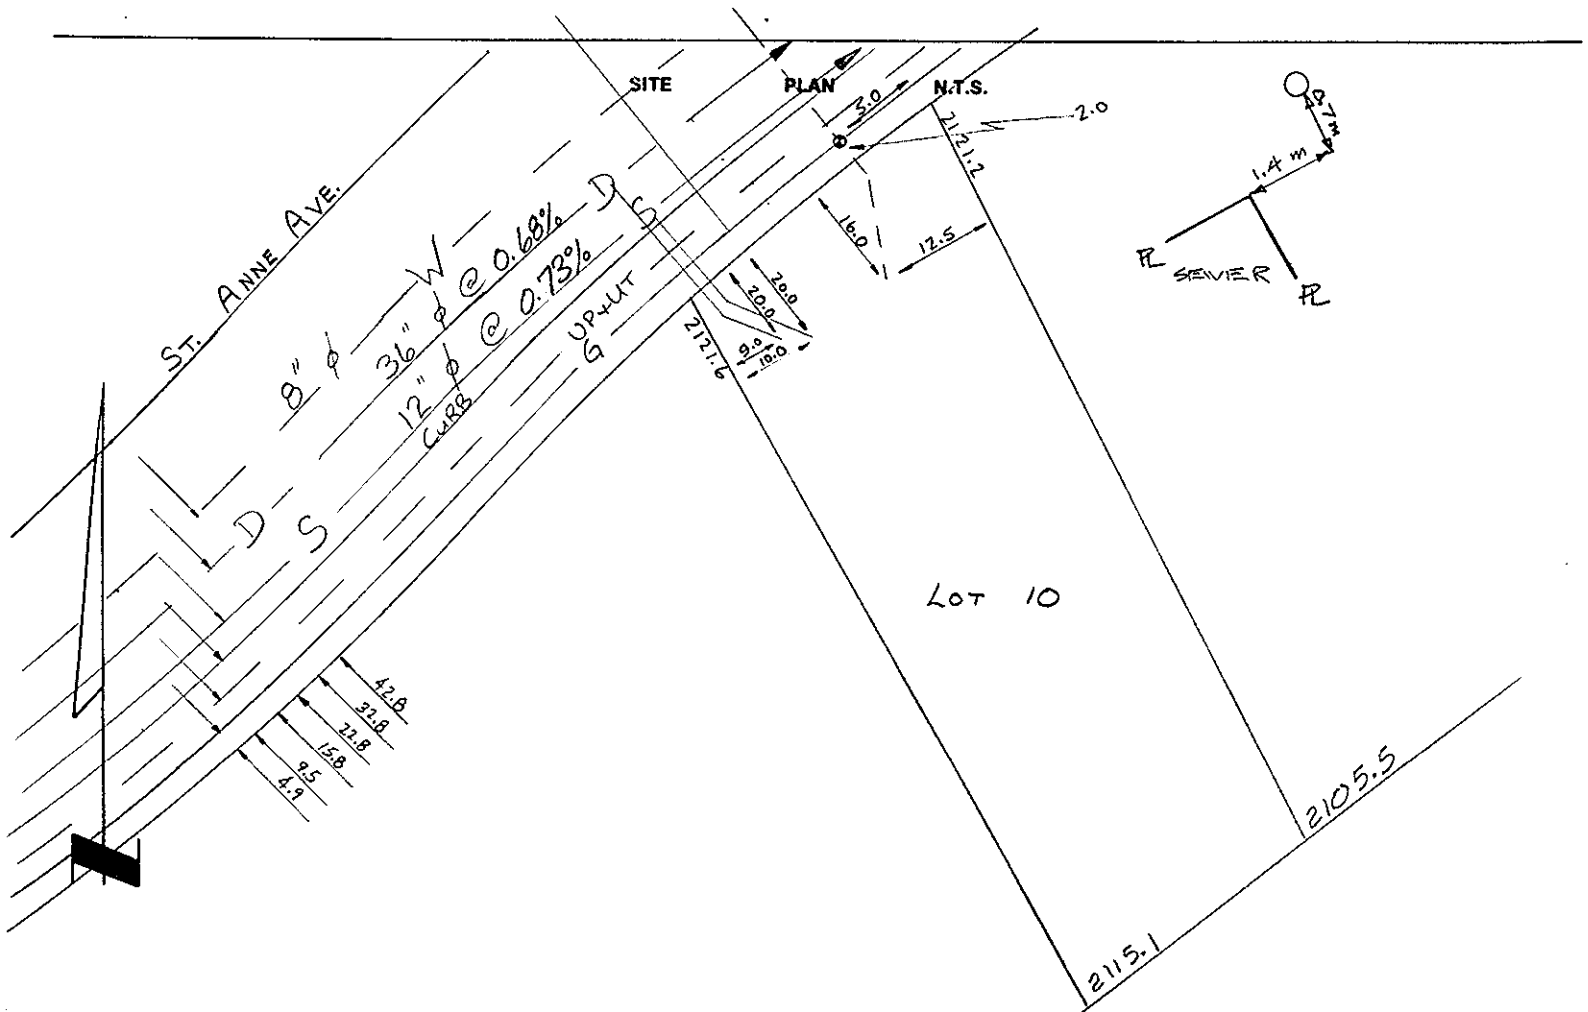 SITE PLAN N.T.S.
ST. ANNE AVE.
8" ϕ W
36" ϕ @ 0.68% D
12" ϕ @ 0.73% S
CURB
UP+UT
G
D
S
3.0
2.0
2121.2
16.0
12.5
20.0
20.0
9.0
10.0
2121.6
1.4 m
PL
SEWER
PL
LOT 10
42.8
32.8
22.8
15.8
9.5
4.9
2105.5
2115.1